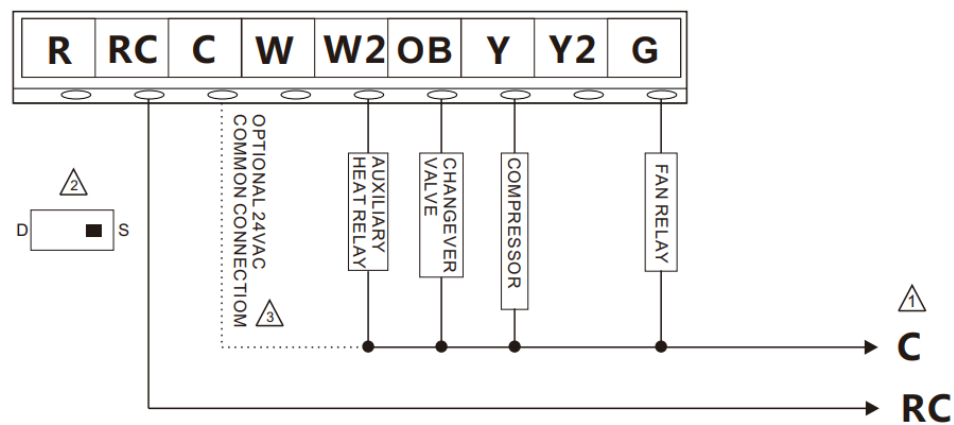 R RC C W W2 OB Y Y2 G
OPTIONAL 24VAC
COMMON CONNECTIOM
AUXILIARY
HEAT RELAY
CHANGEVER
VALVE
COMPRESSOR
FAN RELAY
2
D S
3
1
C
RC